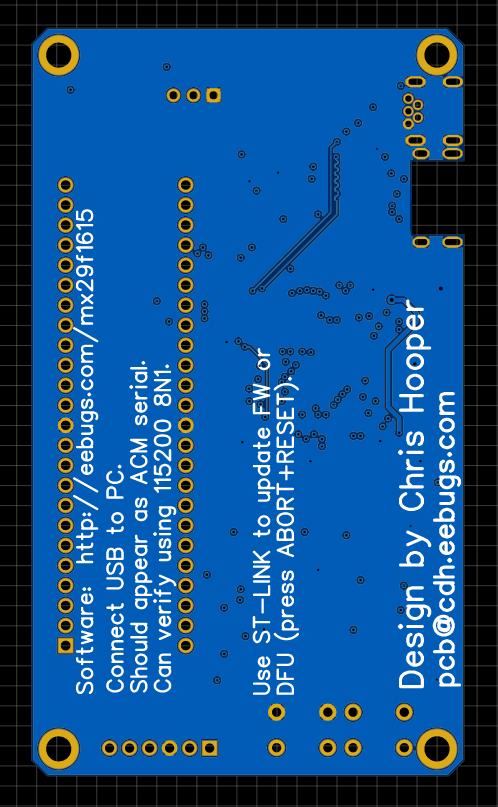 Software:  http://eebugs.com/mx29f1615
Connect USB to PC.
Should appear as ACM serial.
Can verify using 115200 8N1.
Use ST-LINK to update FW or
DFU (press ABORT+RESET).
Design by Chris Hooper
pcb@cdh.eebugs.com